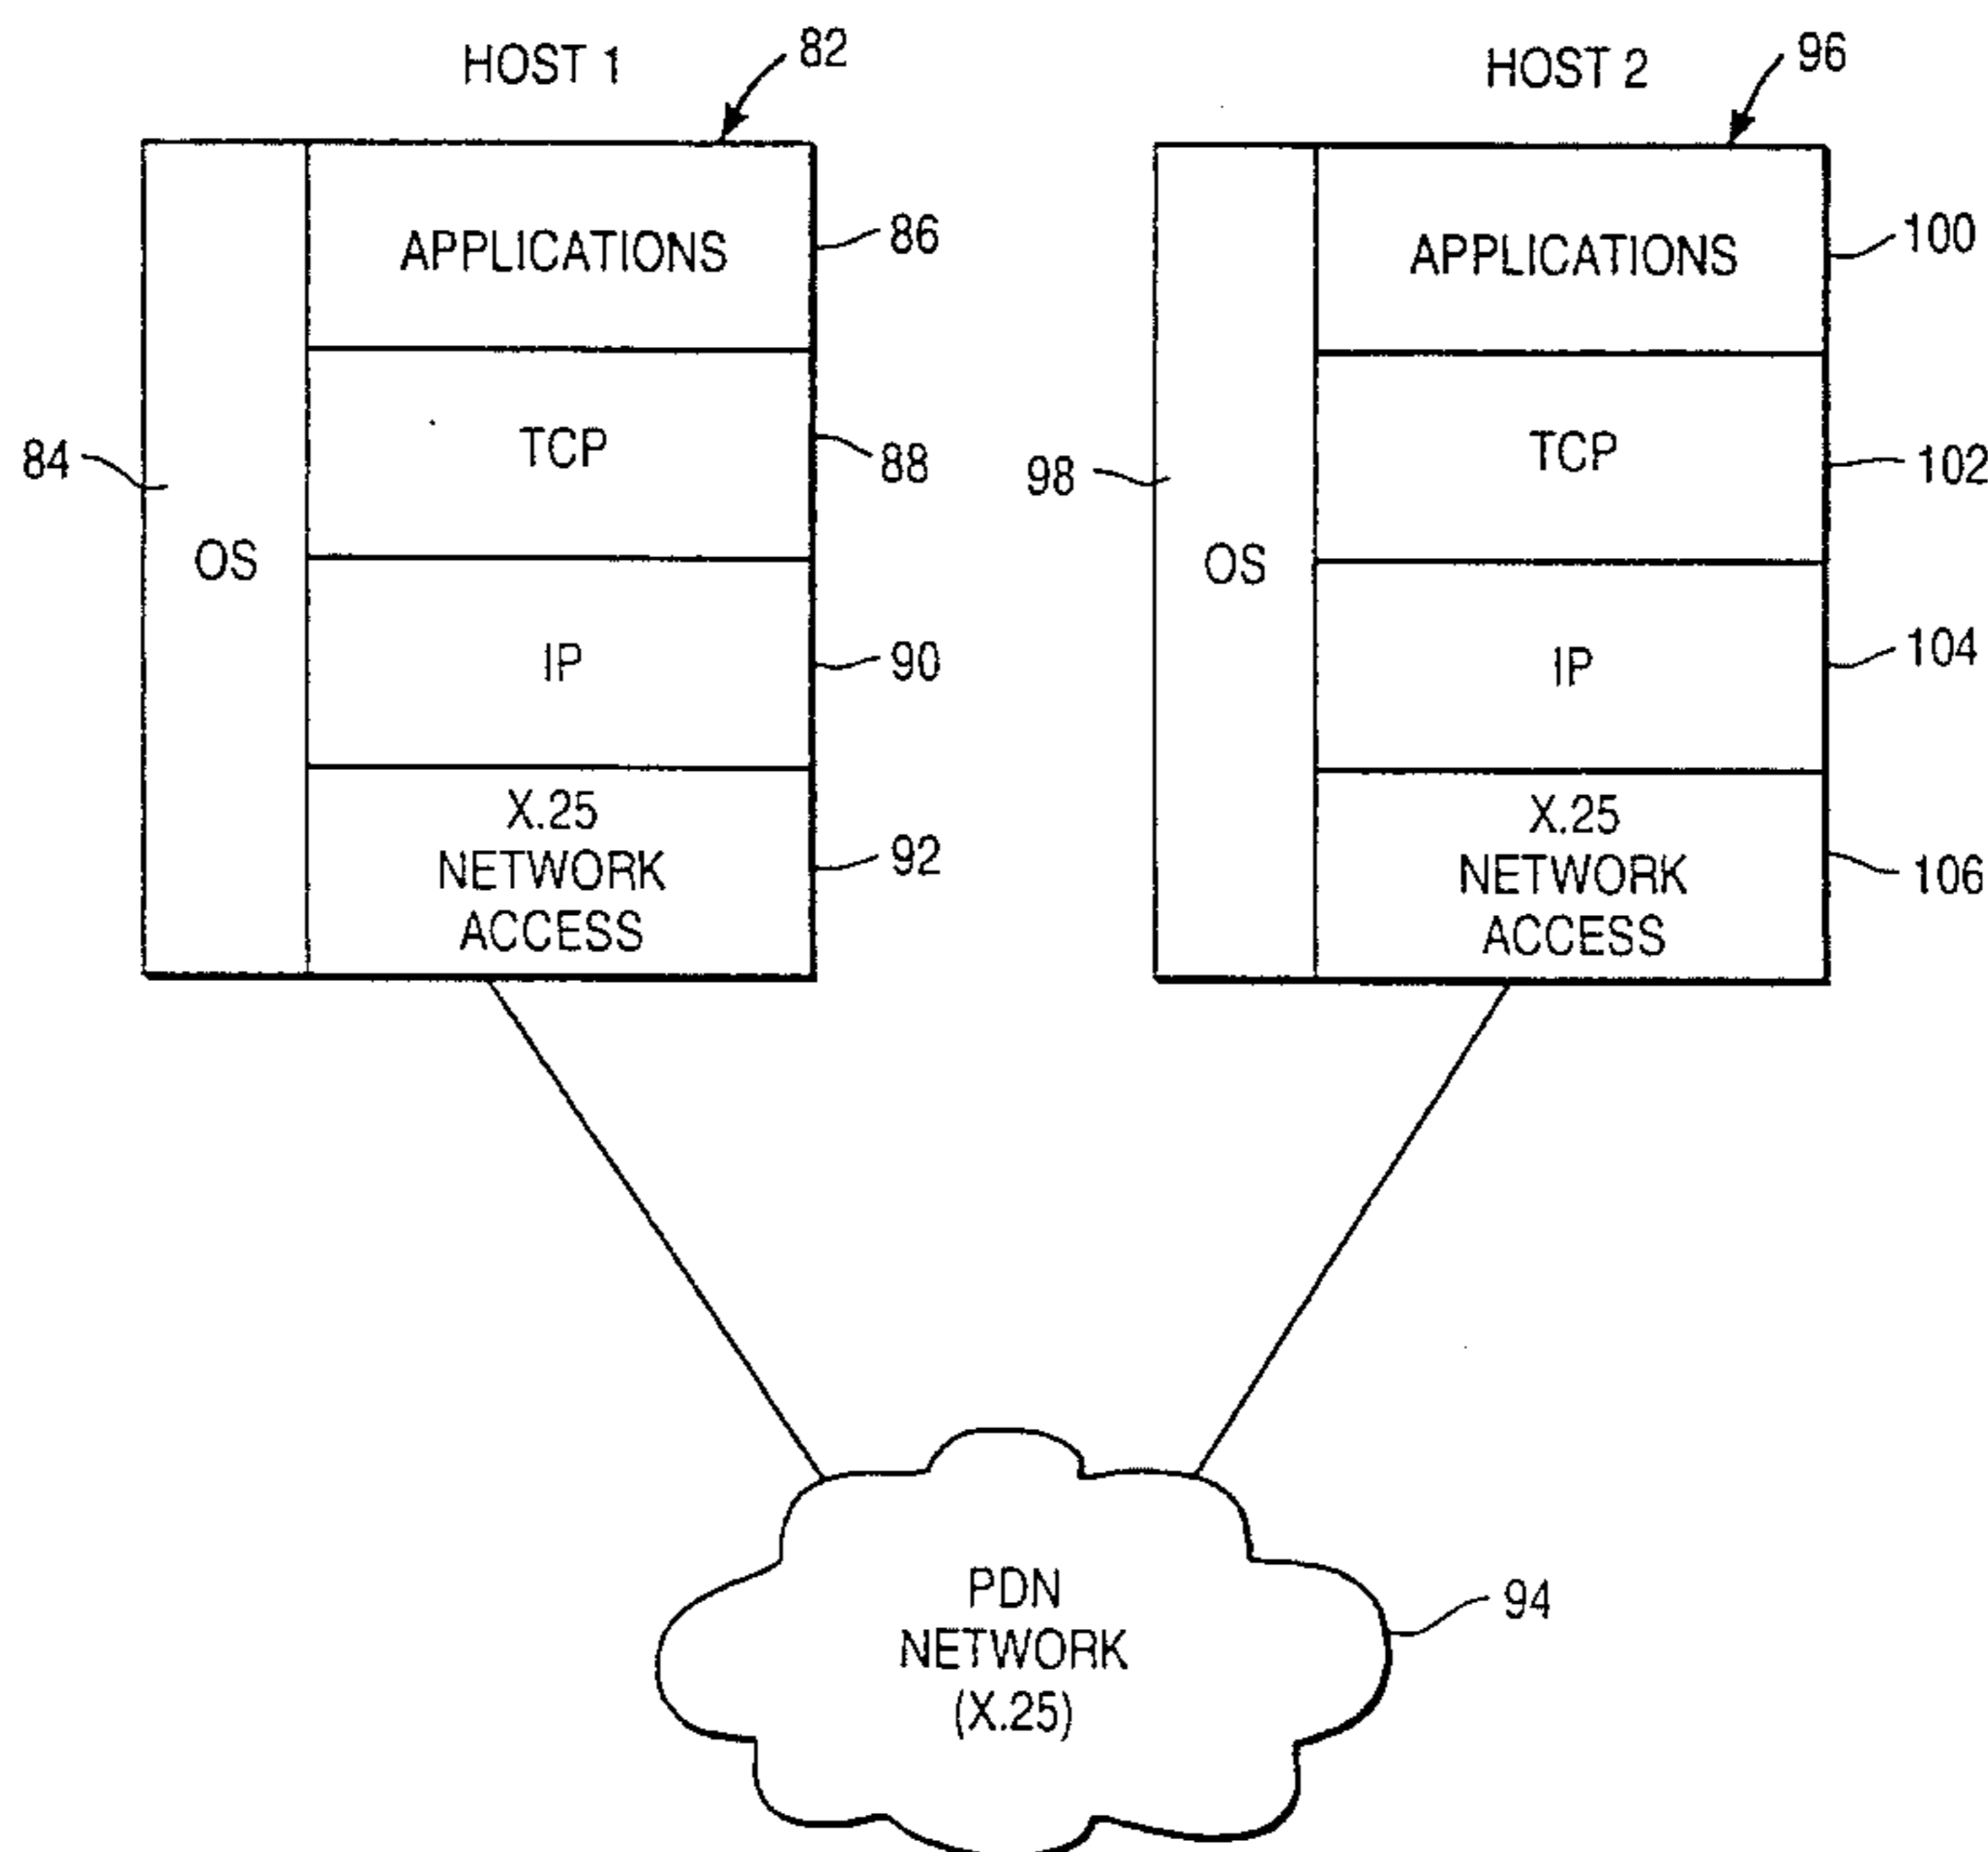 HOST 1
82
HOST 2
96
APPLICATIONS
86
APPLICATIONS
100
84
TCP
88
98
TCP
102
OS
OS
IP
90
IP
104
X.25
NETWORK
ACCESS
92
X.25
NETWORK
ACCESS
106
PDN
NETWORK
(X.25)
94